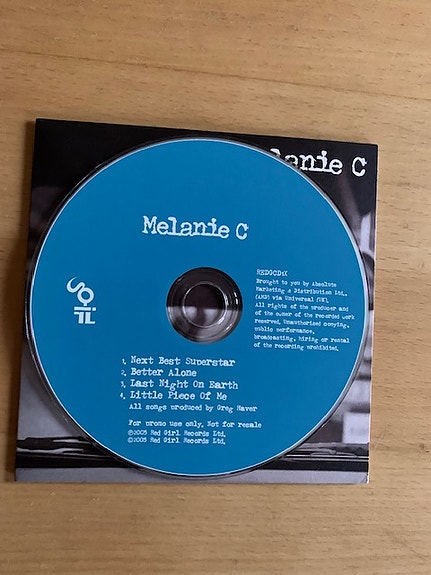 lanie C
Melanie C
REDGCD1X
Brought to you by Absolute
Marketing & Distribution Ltd.,
(AMD) via Universal (UK),
All rights of the producer and
of the owner of the recorded work
reserved, Unauthorised copying,
public performance,
broadcasting, hiring or rental
of the recording prohibited.
1. Next Best Superstar
2. Better Alone
3. Last Night On Earth
4. Little Piece Of Me
All songs produced by Greg Haver
For promo use only, Not for resale
℗2005 Red Girl Records Ltd.
©2005 Red Girl Records Ltd.